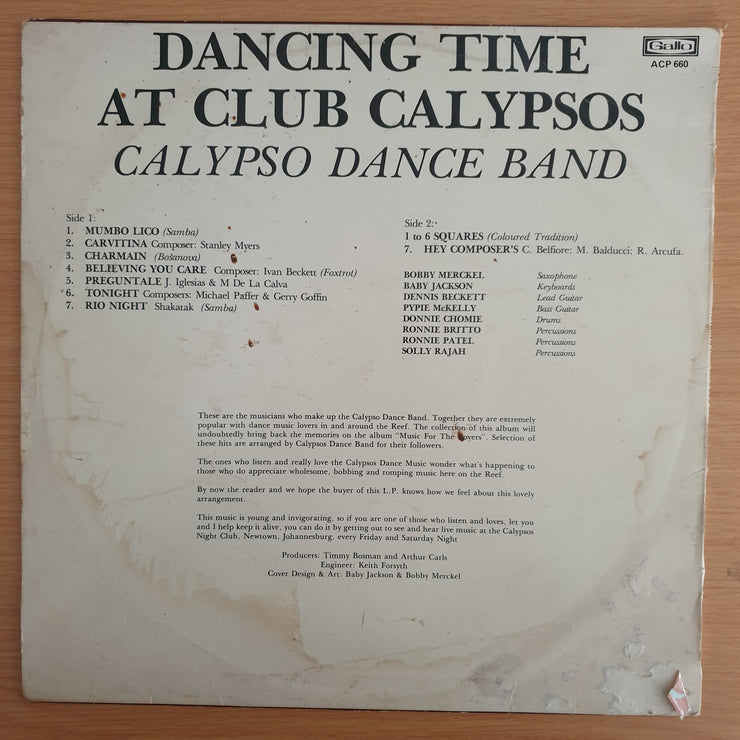 DANCING TIME
AT CLUB CALYPSOS
CALYPSO DANCE BAND
Gallo
ACP 660
Side 1:
1. MUMBO LICO (Samba)
2. CARVITINA Composer: Stanley Myers
3. CHARMAIN (Bosanova)
4. BELIEVING YOU CARE Composer: Ivan Beckett (Foxtrot)
5. PREGUNTALE J. Iglesias & M De La Calva
6. TONIGHT Composers: Michael Paffer & Gerry Goffin
7. RIO NIGHT Shakatak (Samba)
Side 2:
1 to 6 SQUARES (Coloured Tradition)
7. HEY COMPOSER'S C. Belfiore; M. Balducci; R. Arcufa.
BOBBY MERCKEL Saxophone
BABY JACKSON Keyboards
DENNIS BECKETT Lead Guitar
PYPIE McKELLY Bass Guitar
DONNIE CHOMIE Drums
RONNIE BRITTO Percussions
RONNIE PATEL Percussions
SOLLY RAJAH Percussions
These are the musicians who make up the Calypso Dance Band. Together they are extremely
popular with dance music lovers in and around the Reef. The collection of this album will
undoubtedly bring back the memories on the album "Music For The Lovers". Selection of
these hits are arranged by Calypsos Dance Band for their followers.
The ones who listen and really love the Calypsos Dance Music wonder what's happening to
those who do appreciate wholesome, bobbing and romping music here on the Reef.
By now the reader and we hope the buyer of this L.P. knows how we feel about this lovely
arrangement.
This music is young and invigorating, so if you are one of those who listen and loves, let you
and I help keep it alive, you can do it by getting out to see and hear live music at the Calypsos
Night Club, Newtown, Johannesburg, every Friday and Saturday Night
Producers: Timmy Bosman and Arthur Carls
Engineer: Keith Forsyth
Cover Design & Art: Baby Jackson & Bobby Merckel